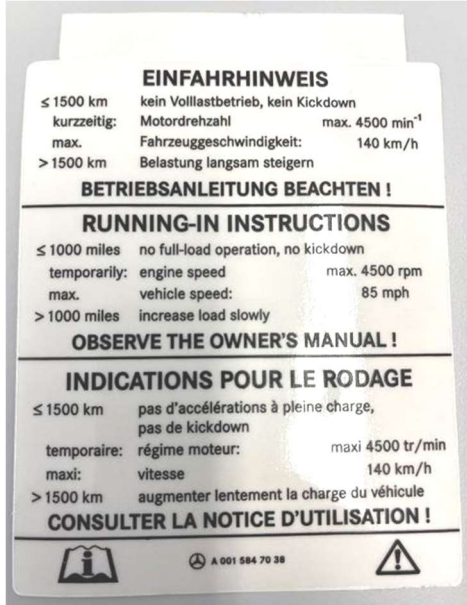 EINFAHRHINWEIS
≤ 1500 km kein Volllastbetrieb, kein Kickdown
kurzzeitig: Motordrehzahl max. 4500 min⁻¹
max. Fahrzeuggeschwindigkeit: 140 km/h
> 1500 km Belastung langsam steigern
BETRIEBSANLEITUNG BEACHTEN !
RUNNING-IN INSTRUCTIONS
≤ 1000 miles no full-load operation, no kickdown
temporarily: engine speed max. 4500 rpm
max. vehicle speed: 85 mph
> 1000 miles increase load slowly
OBSERVE THE OWNER'S MANUAL !
INDICATIONS POUR LE RODAGE
≤ 1500 km pas d'accélérations à pleine charge,
pas de kickdown
temporaire: régime moteur: maxi 4500 tr/min
maxi: vitesse 140 km/h
> 1500 km augmenter lentement la charge du véhicule
CONSULTER LA NOTICE D'UTILISATION !
A 001 584 70 38